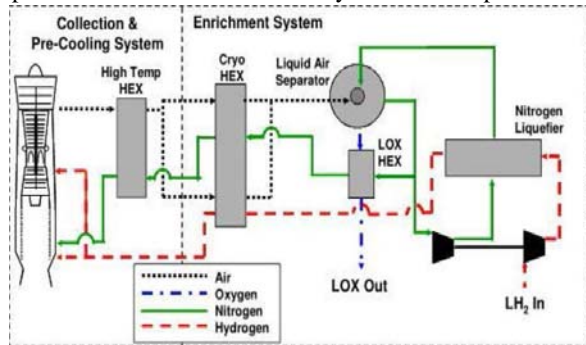 Collection &
Pre-Cooling System
Enrichment System
High Temp
HEX
Cryo
HEX
Liquid Air
Separator
Nitrogen
Liquefier
LOX
HEX
LOX Out
LH2 In
Air
Oxygen
Nitrogen
Hydrogen